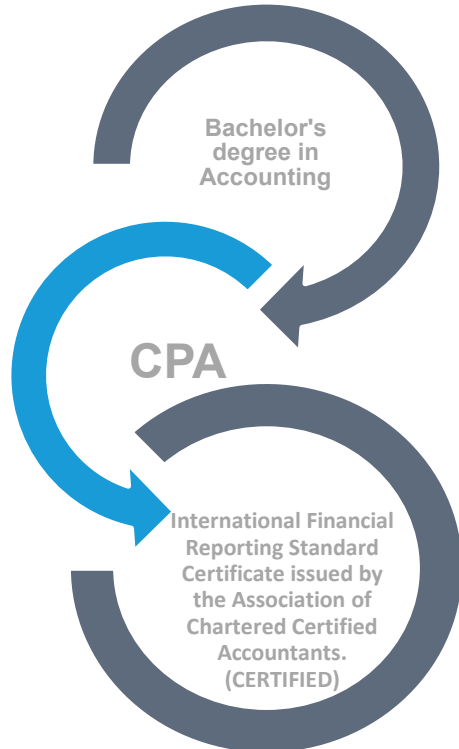 Bachelor's
degree in
Accounting
CPA
International Financial
Reporting Standard
Certificate issued by
the Association of
Chartered Certified
Accountants.
(CERTIFIED)